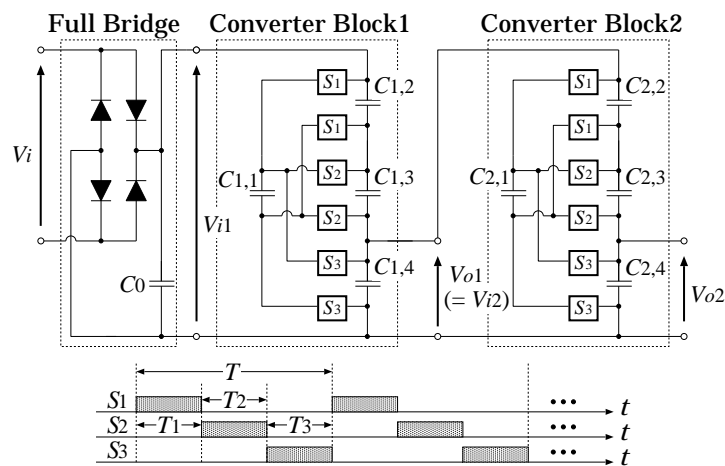 Full Bridge
Converter Block1
Converter Block2
Vi
C0
Vi1
C1,1
S1
S1
S2
S2
S3
S3
C1,2
C1,3
C1,4
Vo1
(= Vi2)
C2,1
S1
S1
S2
S2
S3
S3
C2,2
C2,3
C2,4
Vo2
T
S1 T2 ••• t
S2 T1 T3 ••• t
S3 ••• t